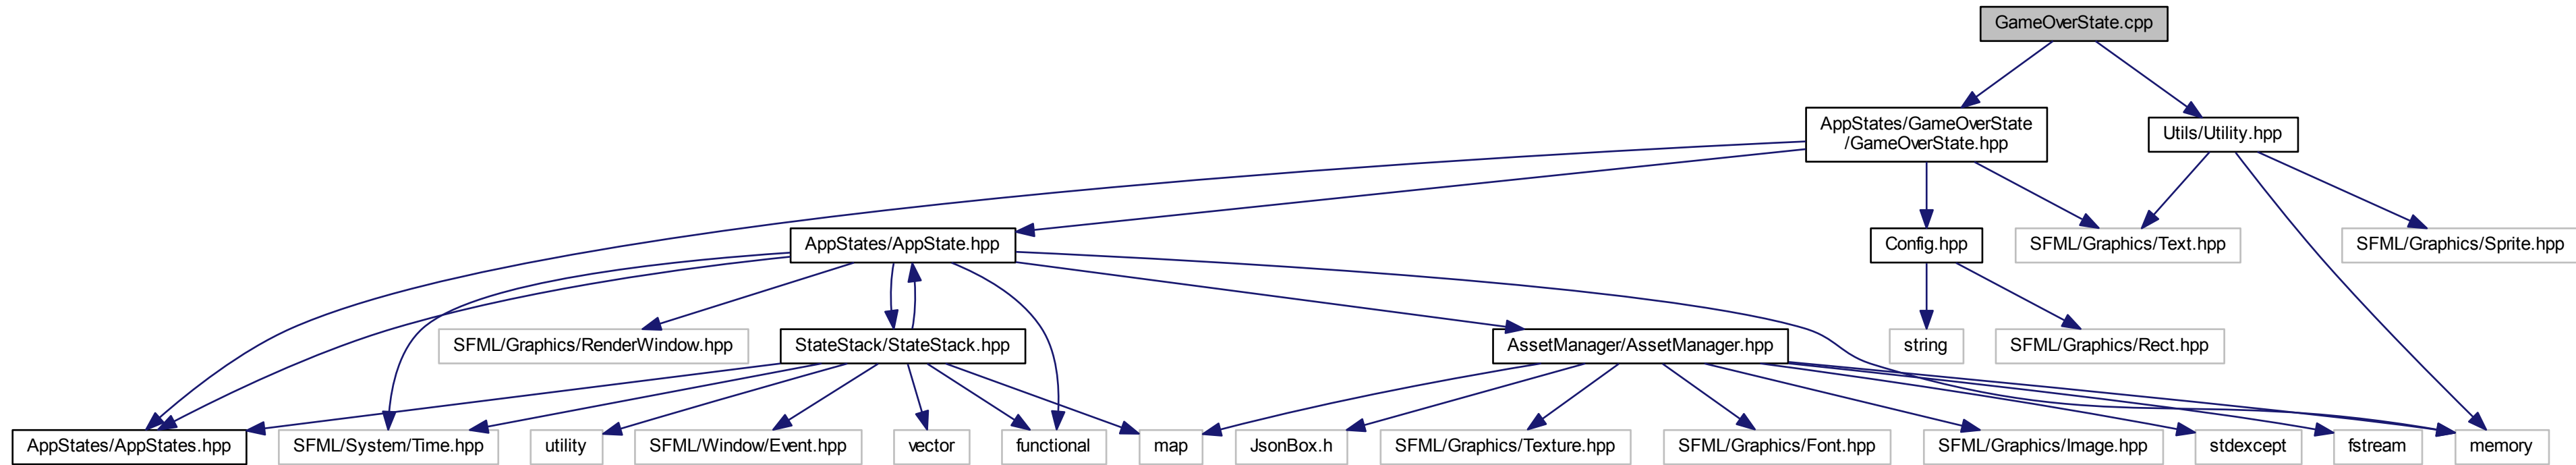 GameOverState.cpp
AppStates/GameOverState
/GameOverState.hpp
Utils/Utility.hpp
AppStates/AppState.hpp
Config.hpp
SFML/Graphics/Text.hpp
SFML/Graphics/Sprite.hpp
SFML/Graphics/RenderWindow.hpp
StateStack/StateStack.hpp
AssetManager/AssetManager.hpp
string
SFML/Graphics/Rect.hpp
AppStates/AppStates.hpp
SFML/System/Time.hpp
utility
SFML/Window/Event.hpp
vector
functional
map
JsonBox.h
SFML/Graphics/Texture.hpp
SFML/Graphics/Font.hpp
SFML/Graphics/Image.hpp
stdexcept
fstream
memory